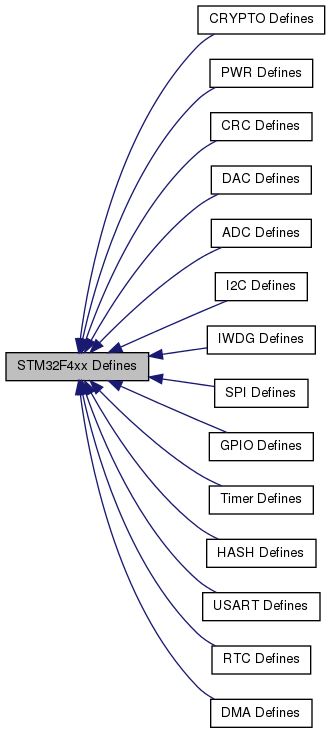 CRYPTO Defines
PWR Defines
CRC Defines
DAC Defines
ADC Defines
I2C Defines
IWDG Defines
STM32F4xx Defines
SPI Defines
GPIO Defines
Timer Defines
HASH Defines
USART Defines
RTC Defines
DMA Defines